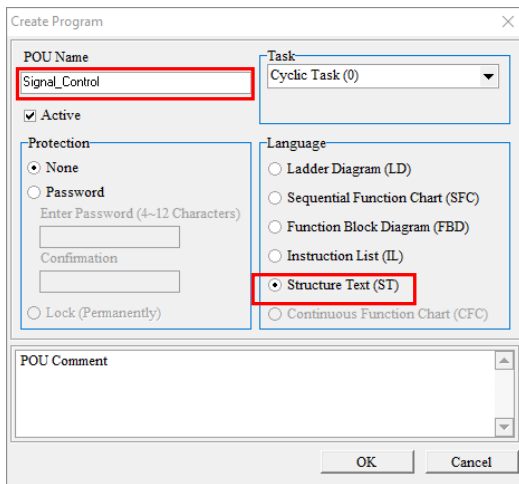 Create Program
POU Name
Signal_Control
Active
Task
Cyclic Task (0)
Protection
None
Password
Enter Password (4~12 Characters)
Confirmation
Lock (Permanently)
Language
Ladder Diagram (LD)
Sequential Function Chart (SFC)
Function Block Diagram (FBD)
Instruction List (IL)
Structure Text (ST)
Continuous Function Chart (CFC)
POU Comment
OK
Cancel